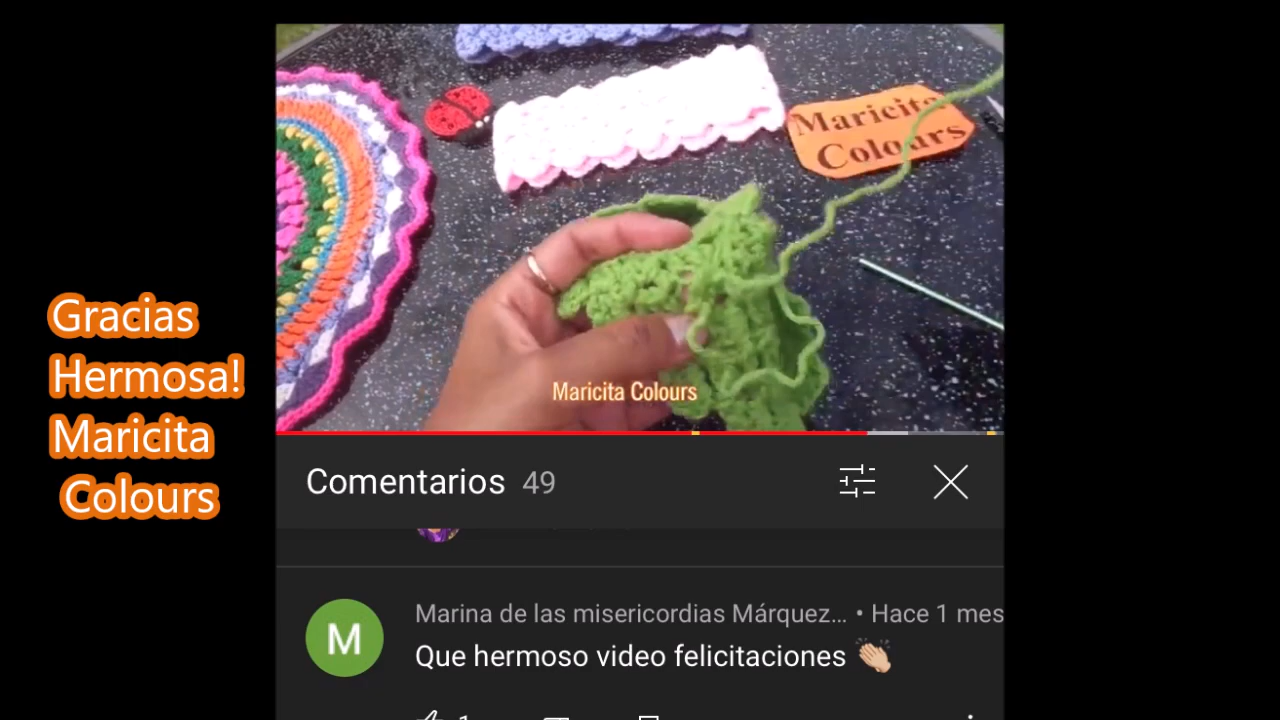 Maricita
Colours
Maricita Colours
Gracias
Hermosa!
Maricita
Colours
Comentarios 49
Marina de las misericordias Márquez... • Hace 1 mes
Que hermoso video felicitaciones 👏🏼
1